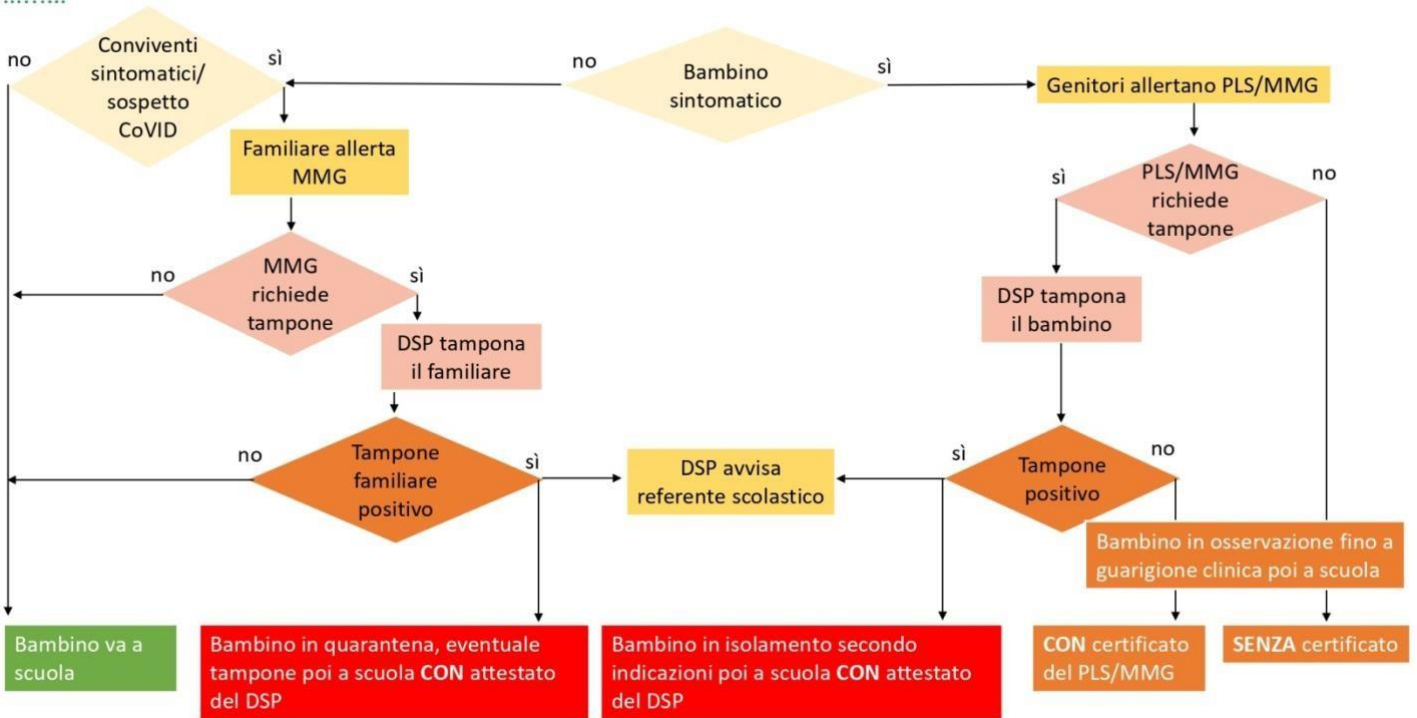 Conviventi
sintomatici/
sospetto
CoVID
no
sì
no
Bambino
sintomatico
sì
Genitori allertano PLS/MMG
Familiare allerta
MMG
sì
PLS/MMG
richiede
tampone
no
no
MMG
richiede
tampone
sì
DSP tampona
il familiare
DSP tampona
il bambino
no
Tampone
familiare
positivo
sì
DSP avvisa
referente scolastico
sì
Tampone
positivo
no
Bambino in osservazione fino a
guarigione clinica poi a scuola
Bambino va a
scuola
Bambino in quarantena, eventuale
tampone poi a scuola CON attestato
del DSP
Bambino in isolamento secondo
indicazioni poi a scuola CON attestato
del DSP
CON certificato
del PLS/MMG
SENZA certificato